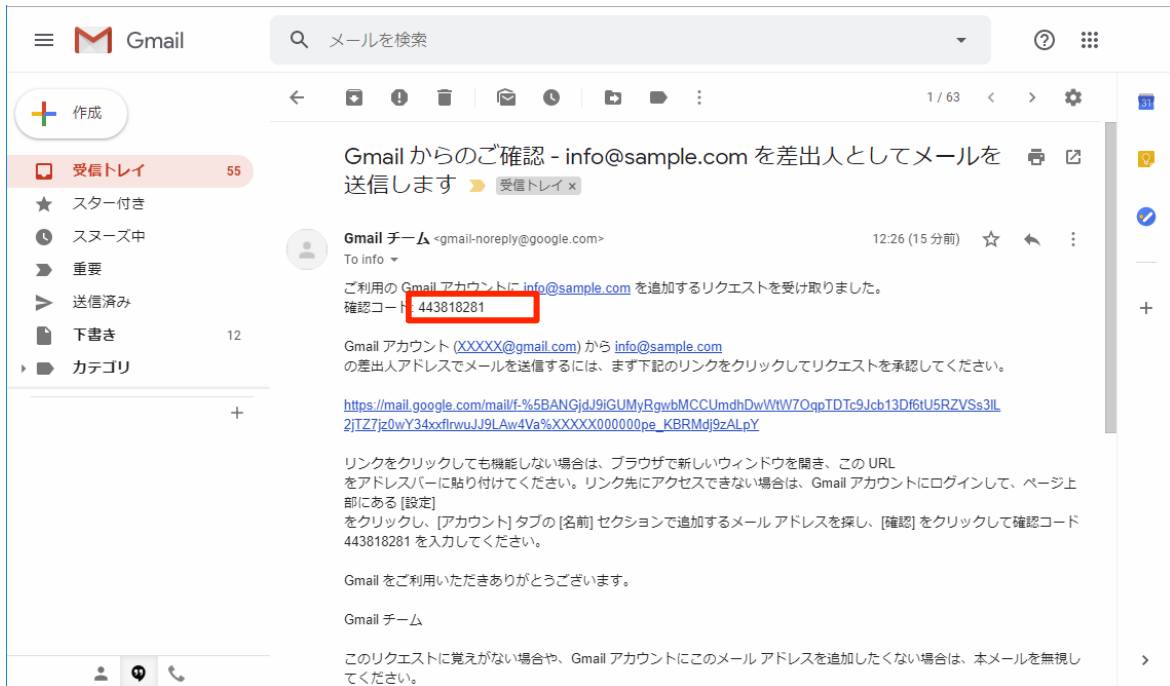 Gmail
メールを検索
作成
1 / 63
31
受信トレイ 55
スター付き
スヌーズ中
重要
送信済み
下書き 12
カテゴリ
Gmail からのご確認 - info@sample.com を差出人としてメールを
送信します 受信トレイ ×
Gmail チーム <gmail-noreply@google.com> 12:26 (15 分前)
To info
ご利用の Gmail アカウントに info@sample.com を追加するリクエストを受け取りました。
確認コード: 443818281
Gmail アカウント (XXXXX@gmail.com) から info@sample.com
の差出人アドレスでメールを送信するには、まず下記のリンクをクリックしてリクエストを承認してください。
https://mail.google.com/mail/f-%5BANGjdJ9iGUMyRgwbMCCUmdhDwWtW7OqpTDTc9Jcb13Df6tU5RZVSs3lL
2jTZ7jz0wY34xxflrwuJJ9LAw4Va%XXXXX000000pe_KBRMdj9zALpY
リンクをクリックしても機能しない場合は、ブラウザで新しいウィンドウを開き、この URL
をアドレスバーに貼り付けてください。リンク先にアクセスできない場合は、Gmail アカウントにログインして、ページ上
部にある [設定]
をクリックし、[アカウント] タブの [名前] セクションで追加するメール アドレスを探し、[確認] をクリックして確認コード
443818281 を入力してください。
Gmail をご利用いただきありがとうございます。
Gmail チーム
このリクエストに覚えがない場合や、Gmail アカウントにこのメール アドレスを追加したくない場合は、本メールを無視し
てください。